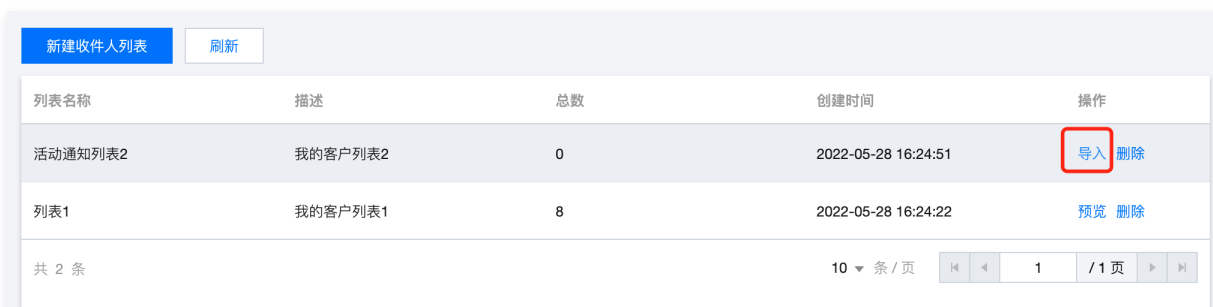 新建收件人列表 刷新
列表名称 描述 总数 创建时间 操作
活动通知列表2 我的客户列表2 0 2022-05-28 16:24:51 导入 删除
列表1 我的客户列表1 8 2022-05-28 16:24:22 预览 删除
共 2 条 10 条 / 页 1 / 1 页